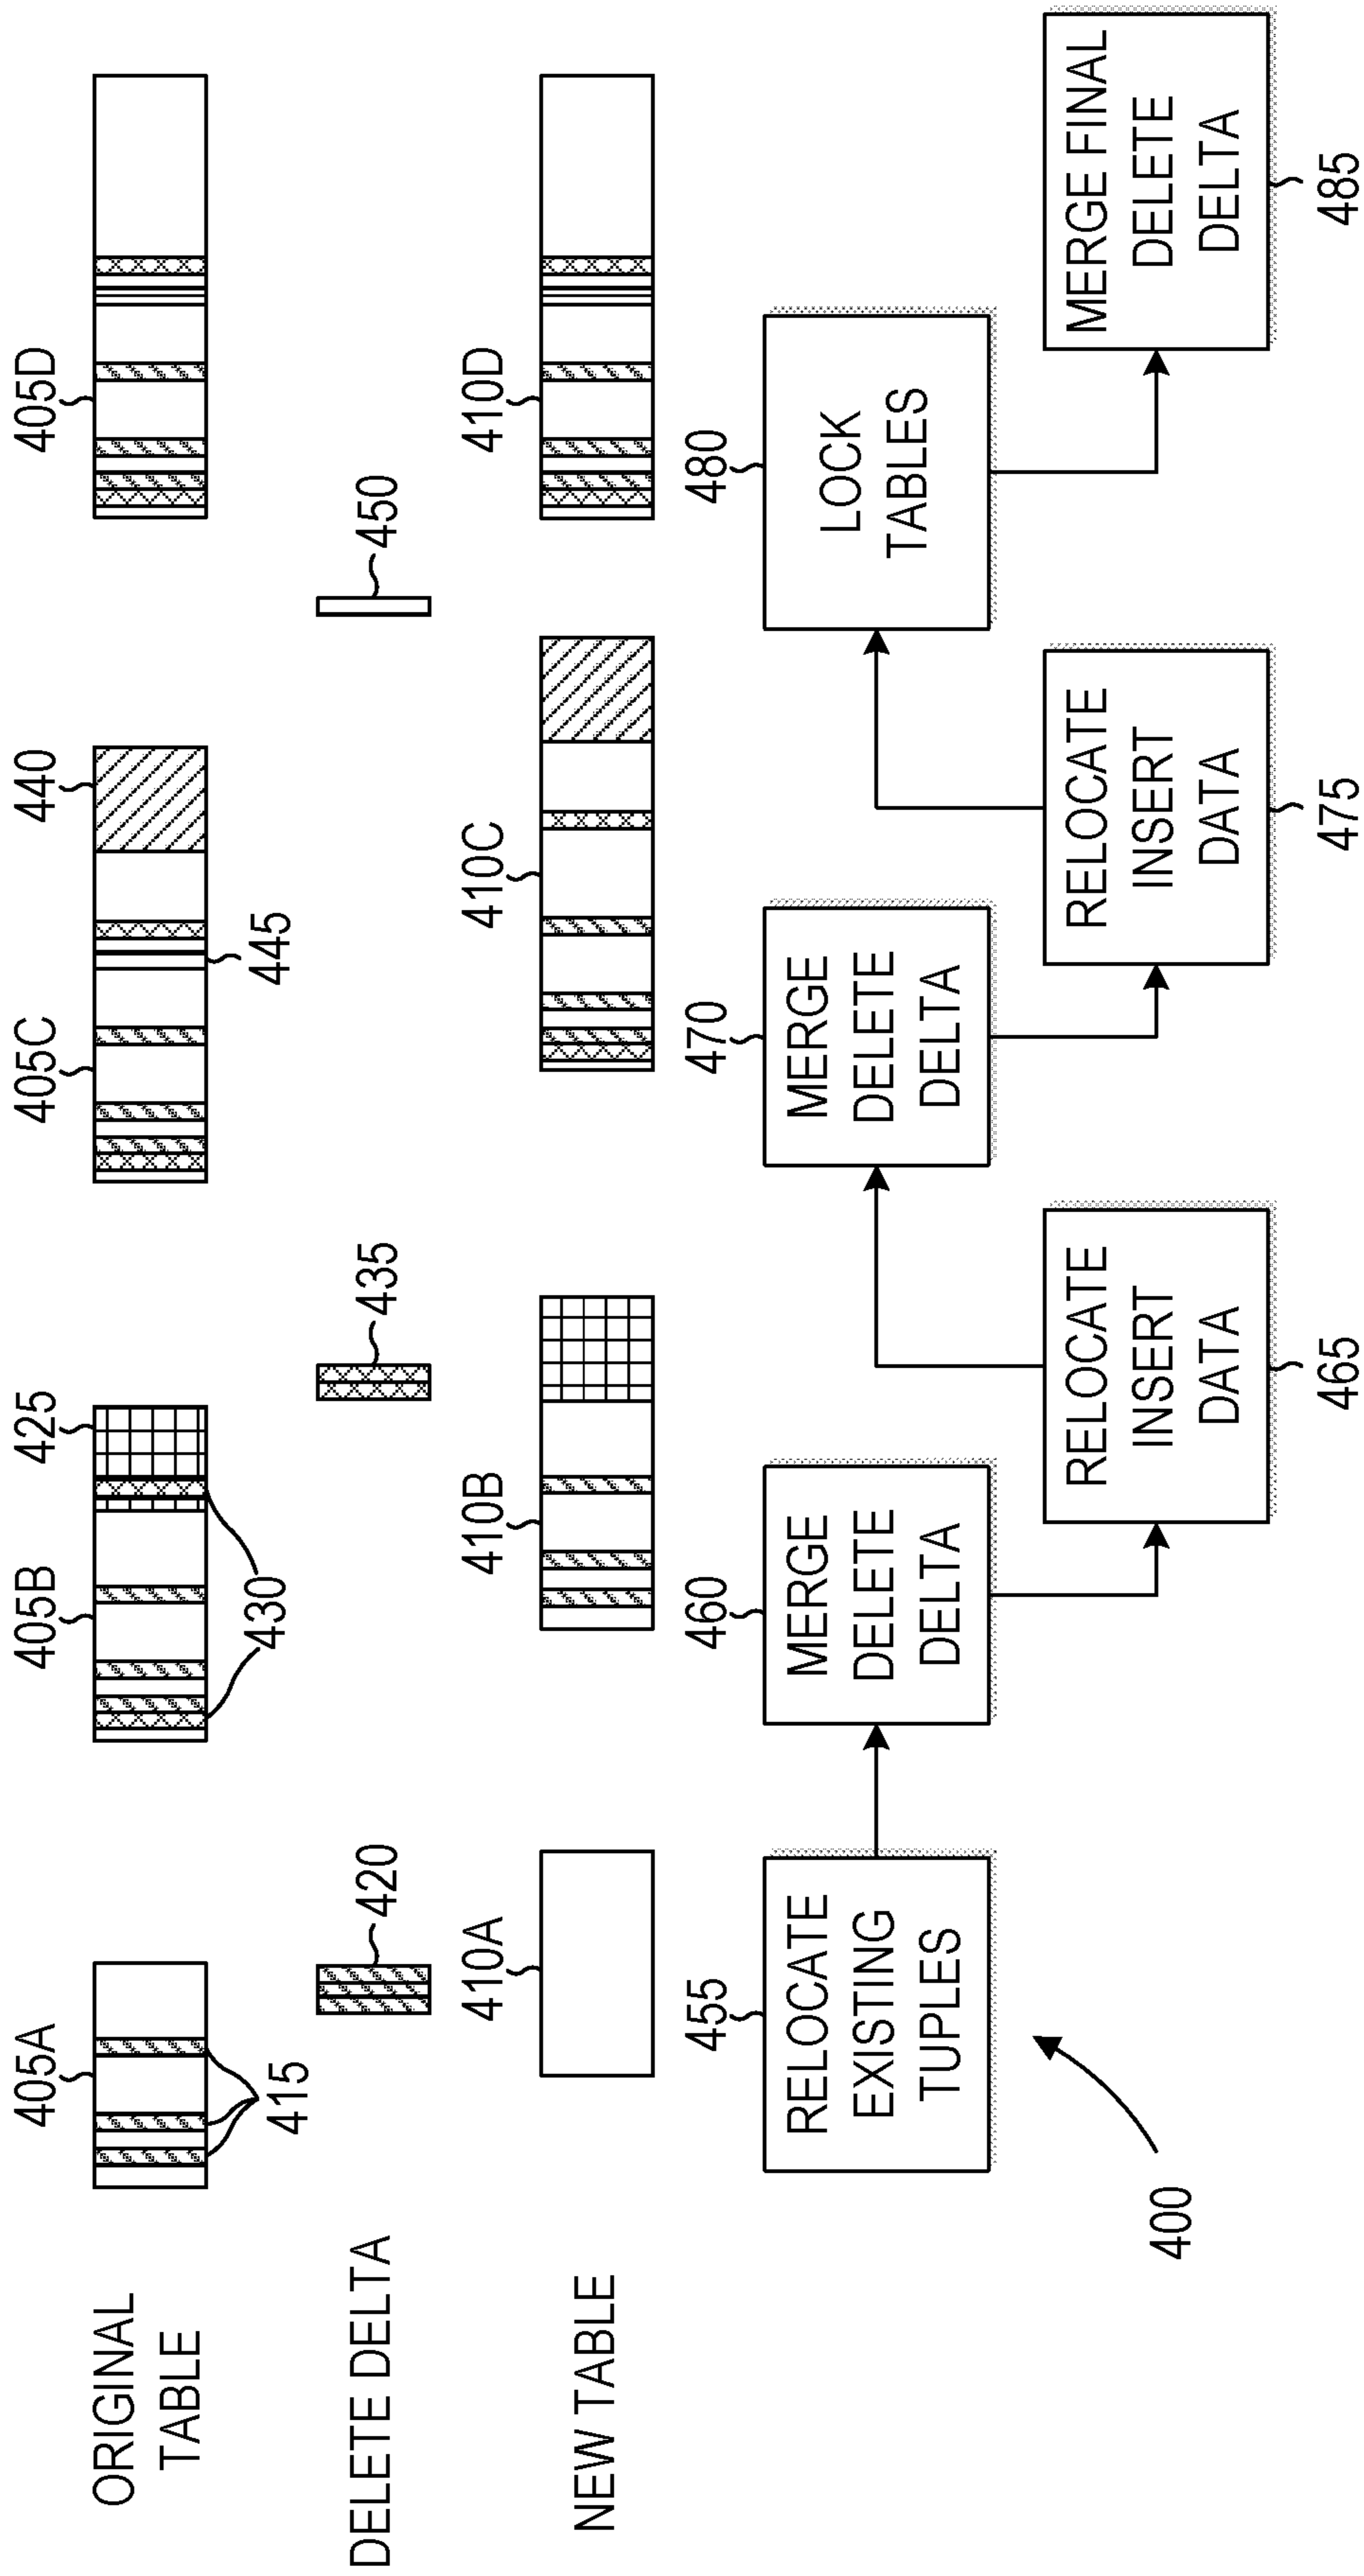 ORIGINAL
TABLE
405A
415
405B
425
430
405C
440
445
405D
DELETE DELTA
420
435
450
NEW TABLE
410A
410B
410C
410D
455
RELOCATE
EXISTING
TUPLES
460
MERGE
DELETE
DELTA
465
RELOCATE
INSERT
DATA
470
MERGE
DELETE
DELTA
475
RELOCATE
INSERT
DATA
480
LOCK
TABLES
485
MERGE FINAL
DELETE
DELTA
400